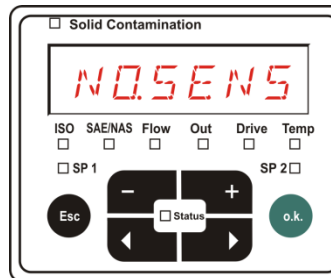 Solid Contamination
NO.SENS
ISO SAE/NAS Flow Out Drive Temp
SP 1 SP 2
- +
Esc Status o.k.